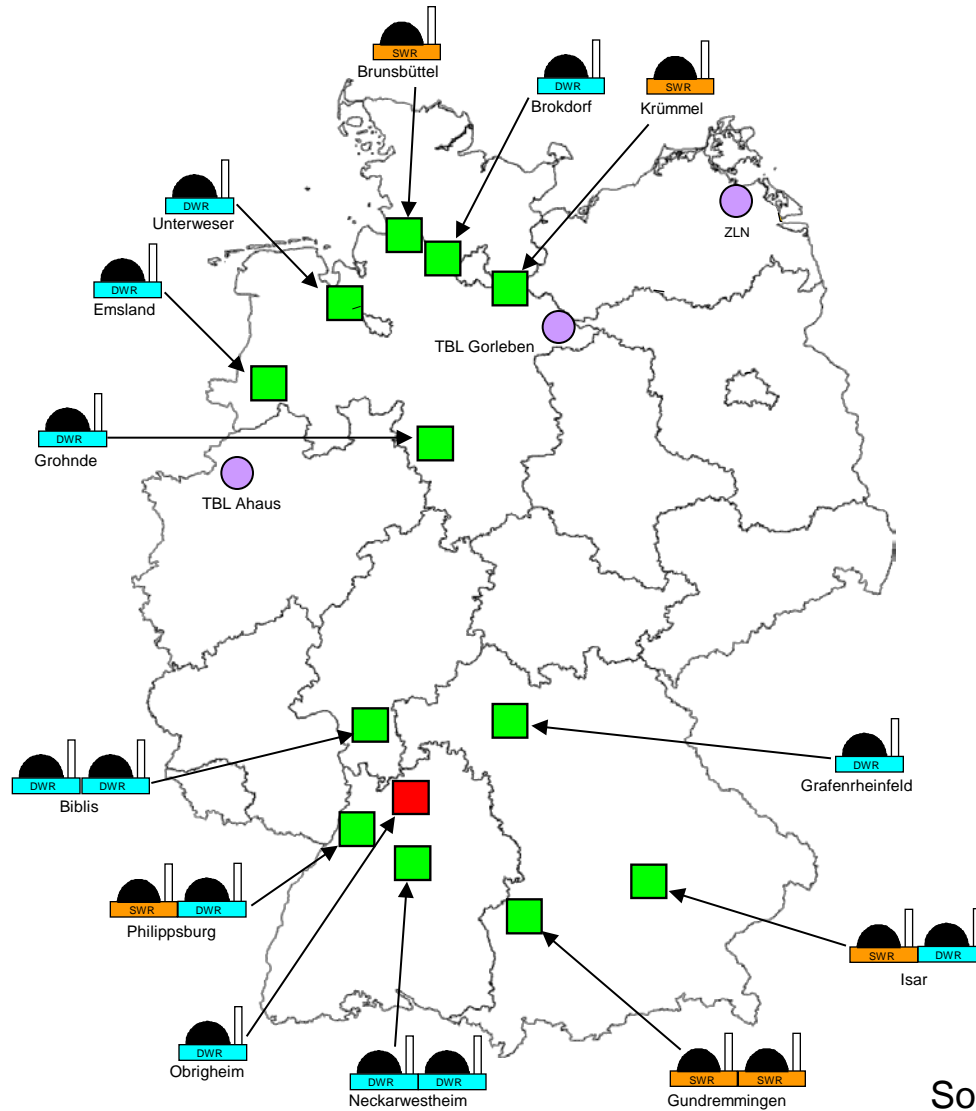 SWR
Brunsbüttel
DWR
Brokdorf
SWR
Krümmel
DWR
Unterweser
ZLN
DWR
Emsland
TBL Gorleben
DWR
Grohnde
TBL Ahaus
DWR DWR
Biblis
DWR
Grafenrheinfeld
SWR DWR
Philippsburg
SWR DWR
Isar
DWR
Obrigheim
DWR DWR
Neckarwestheim
SWR SWR
Gundremmingen
So